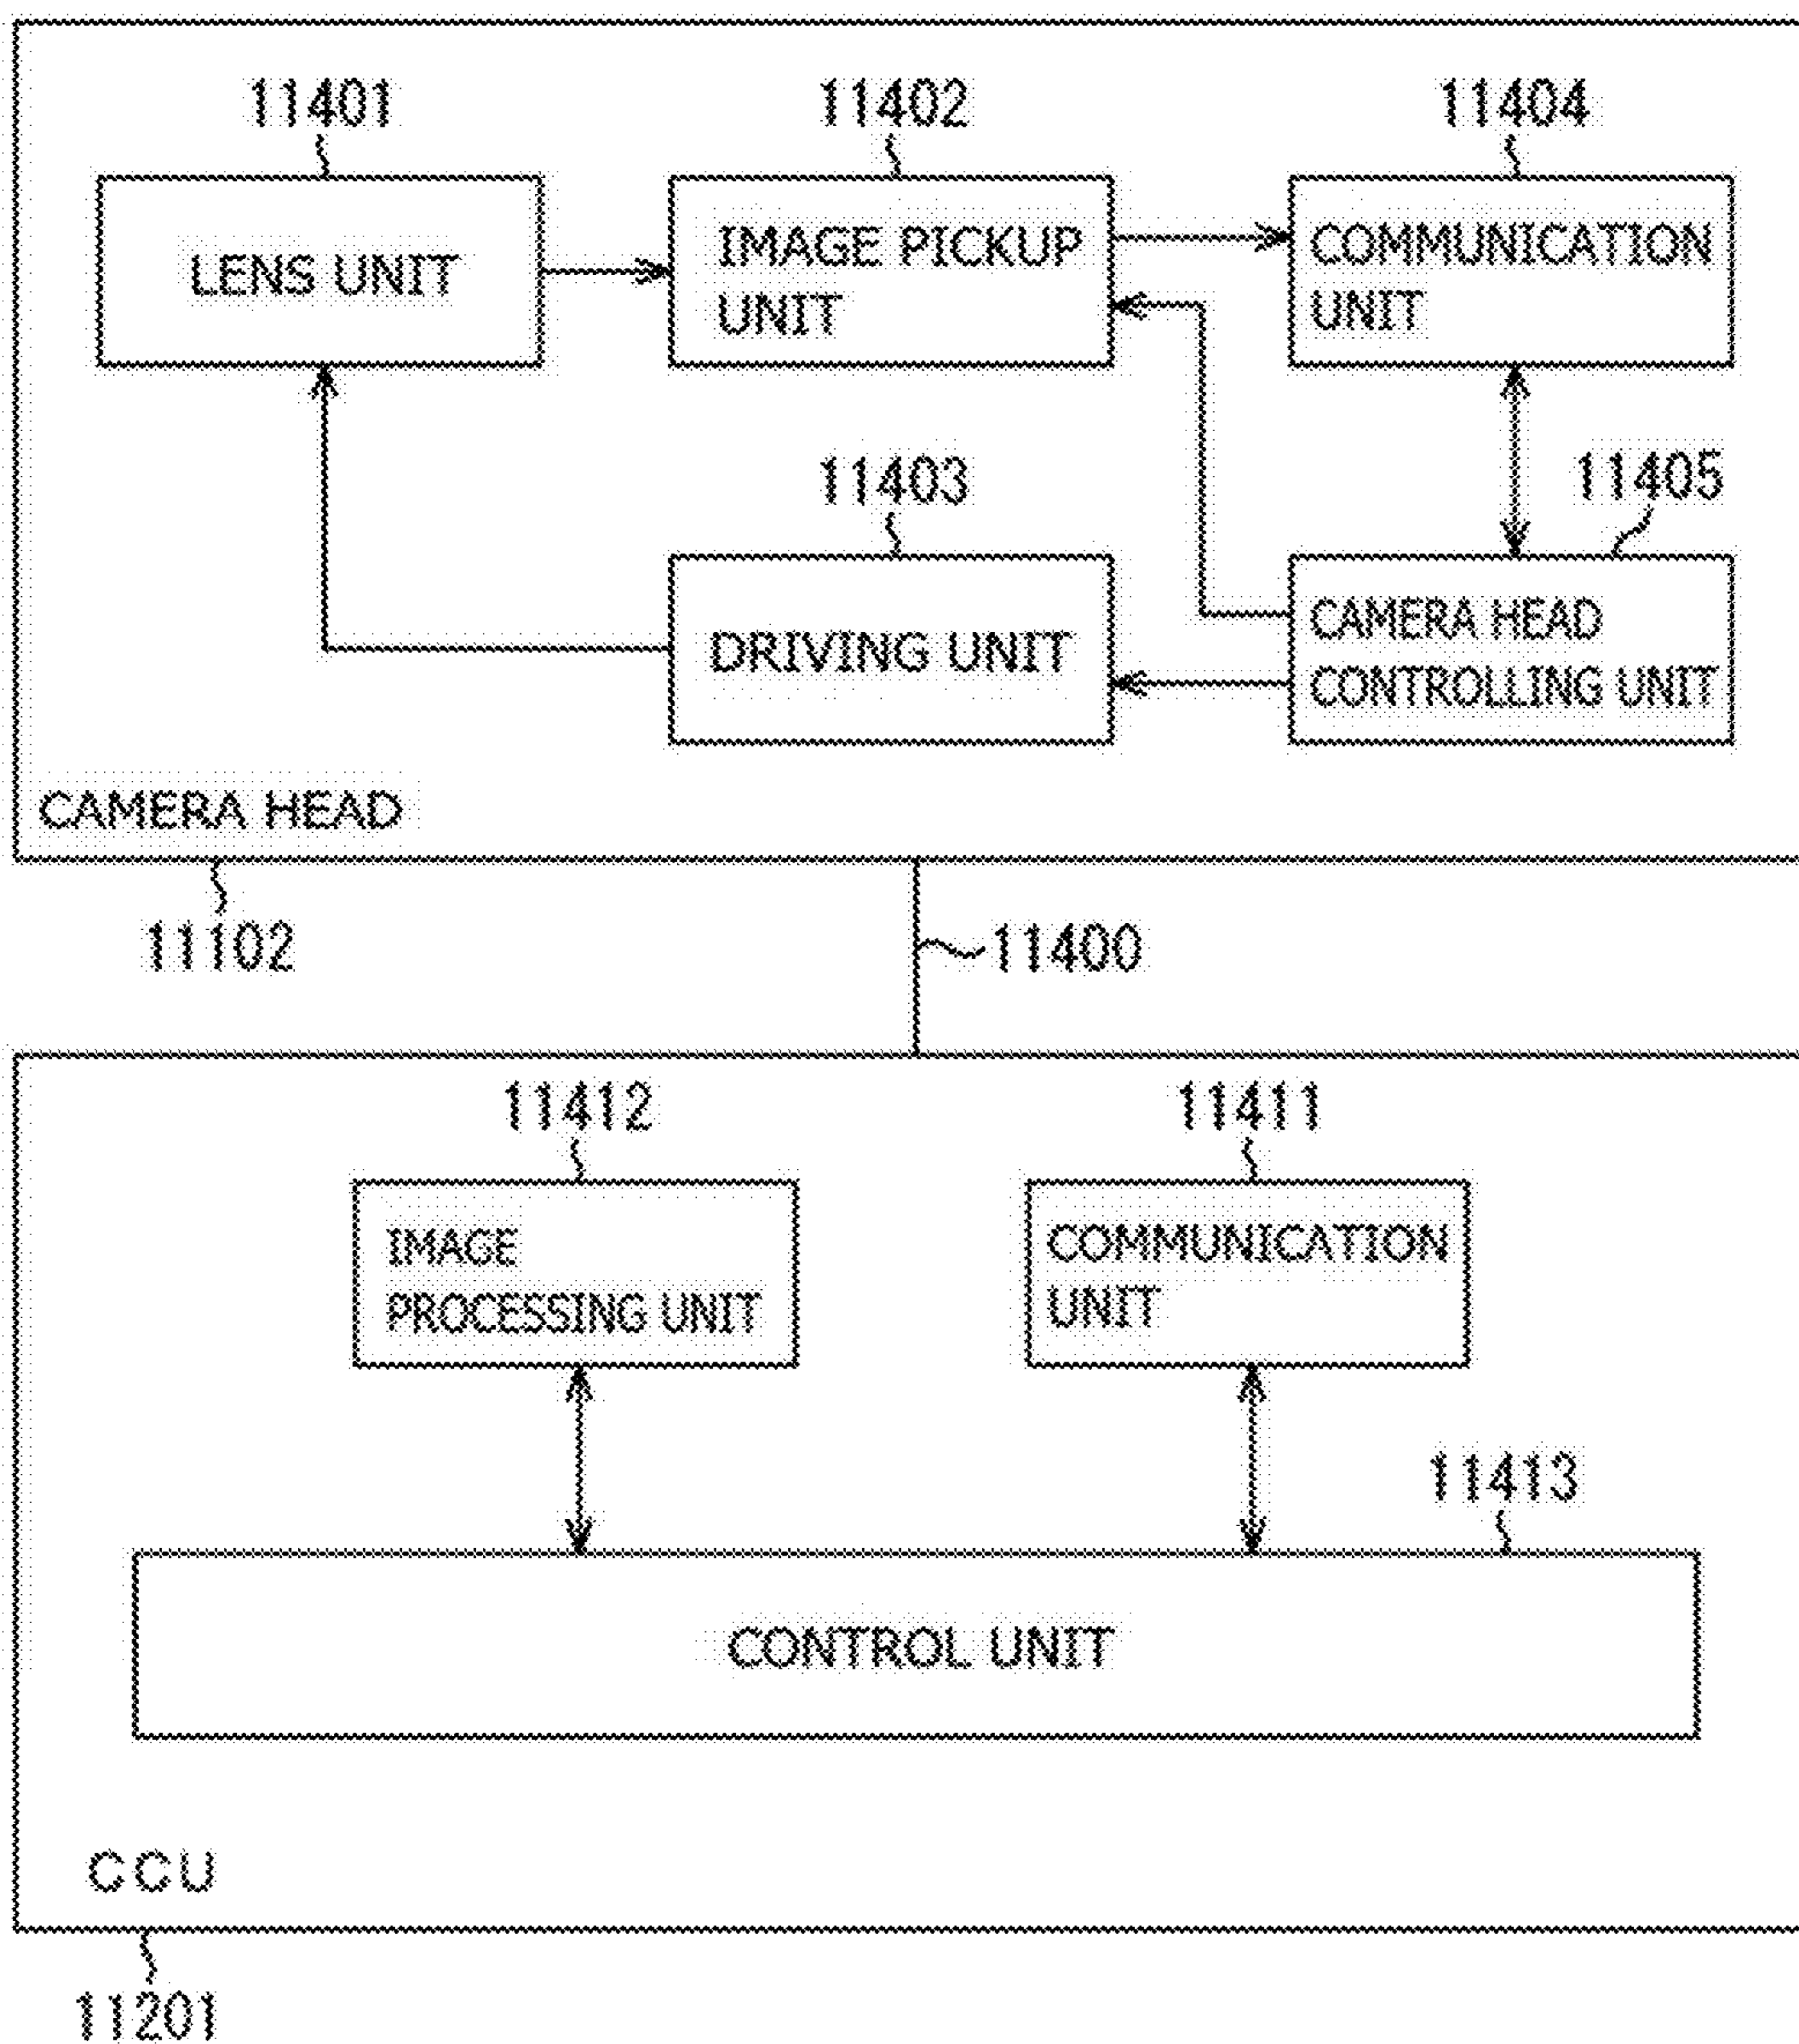 11401
11402
11404
LENS UNIT
IMAGE PICKUP
UNIT
COMMUNICATION
UNIT
11403
11405
DRIVING UNIT
CAMERA HEAD
CONTROLLING UNIT
CAMERA HEAD
11102
11400
11412
11411
IMAGE
PROCESSING UNIT
COMMUNICATION
UNIT
11413
CONTROL UNIT
CCU
11201